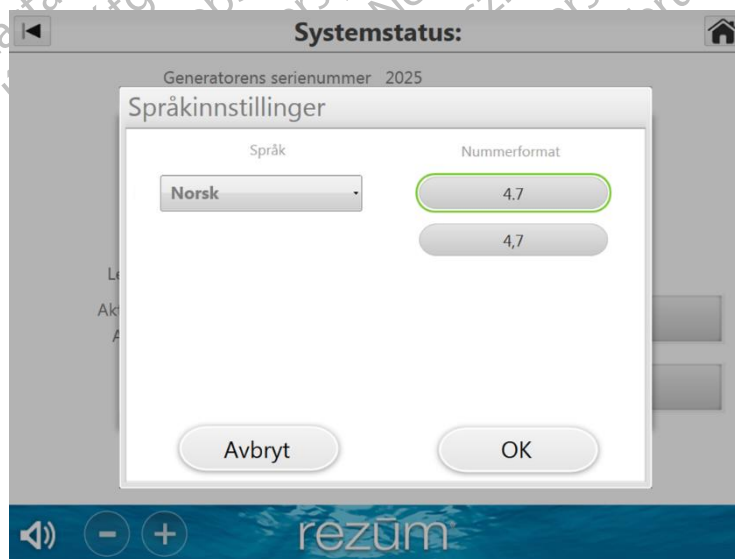 Systemstatus:
Generatorens serienummer 2025
Språkinnstillinger
Språk
Nummerformat
Norsk
4.7
4,7
Avbryt
OK
rezūm